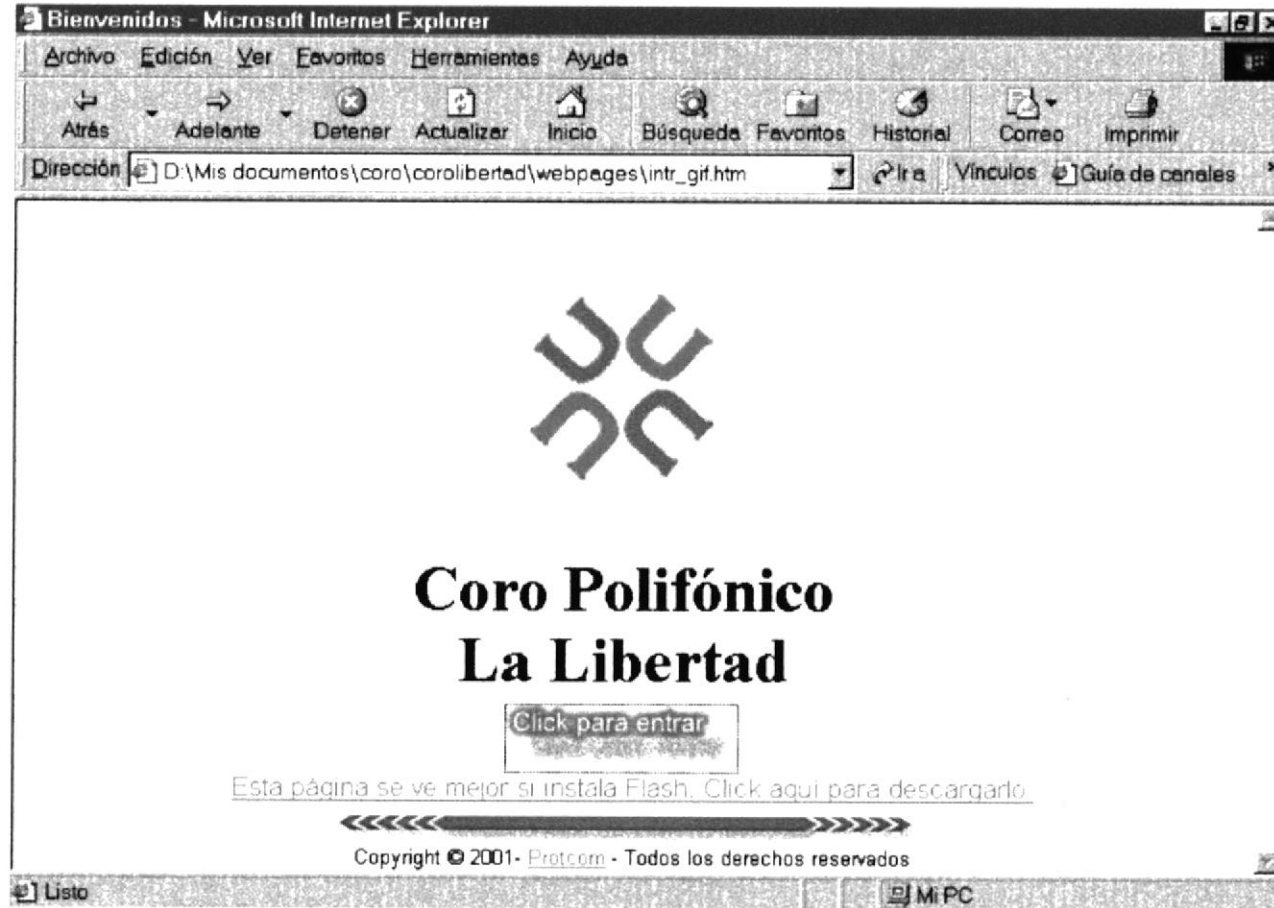 Bienvenidos - Microsoft Internet Explorer
Archivo Edición Ver Favoritos Herramientas Ayuda
Atrás Adelante Detener Actualizar Inicio Búsqueda Favoritos Historial Correo Imprimir
Dirección D:\Mis documentos\coro\corolibertad\webpages\intr_gif.htm Ir a Vínculos Guía de canales
Coro Polifónico
La Libertad
Click para entrar
Esta página se ve mejor si instala Flash. Click aquí para descargarlo.
Copyright © 2001- Protcom - Todos los derechos reservados
Listo Mi PC